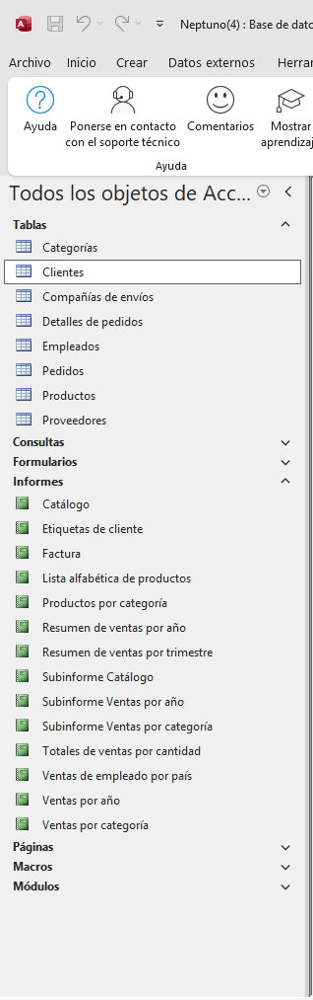 Neptuno(4) : Base de dato
Archivo Inicio Crear Datos externos Herrar
Ayuda
Ponerse en contacto
con el soporte técnico
Comentarios
Mostrar
aprendizaj
Ayuda
Todos los objetos de Acc...
Tablas
Categorías
Clientes
Compañías de envíos
Detalles de pedidos
Empleados
Pedidos
Productos
Proveedores
Consultas
Formularios
Informes
Catálogo
Etiquetas de cliente
Factura
Lista alfabética de productos
Productos por categoría
Resumen de ventas por año
Resumen de ventas por trimestre
Subinforme Catálogo
Subinforme Ventas por año
Subinforme Ventas por categoría
Totales de ventas por cantidad
Ventas de empleado por país
Ventas por año
Ventas por categoría
Páginas
Macros
Módulos